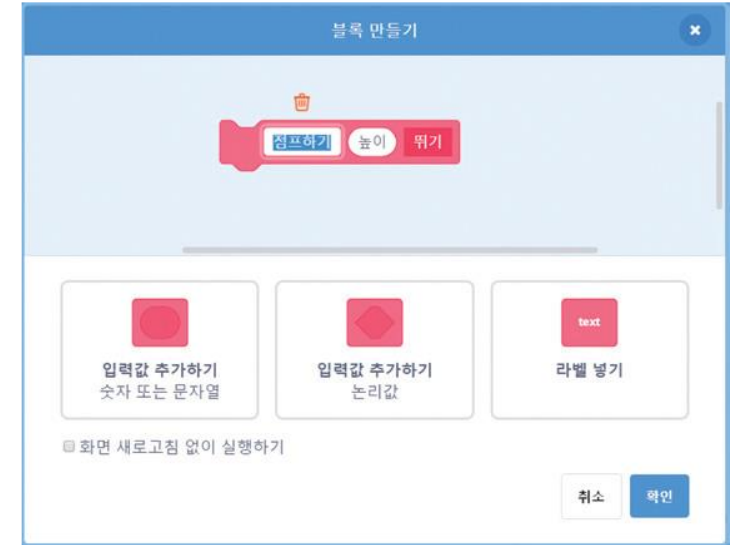 블록 만들기
점프하기 높이 뛰기
text
입력값 추가하기 입력값 추가하기 라벨 넣기
숫자 또는 문자열 논리값
화면 새로고침 없이 실행하기
취소 확인